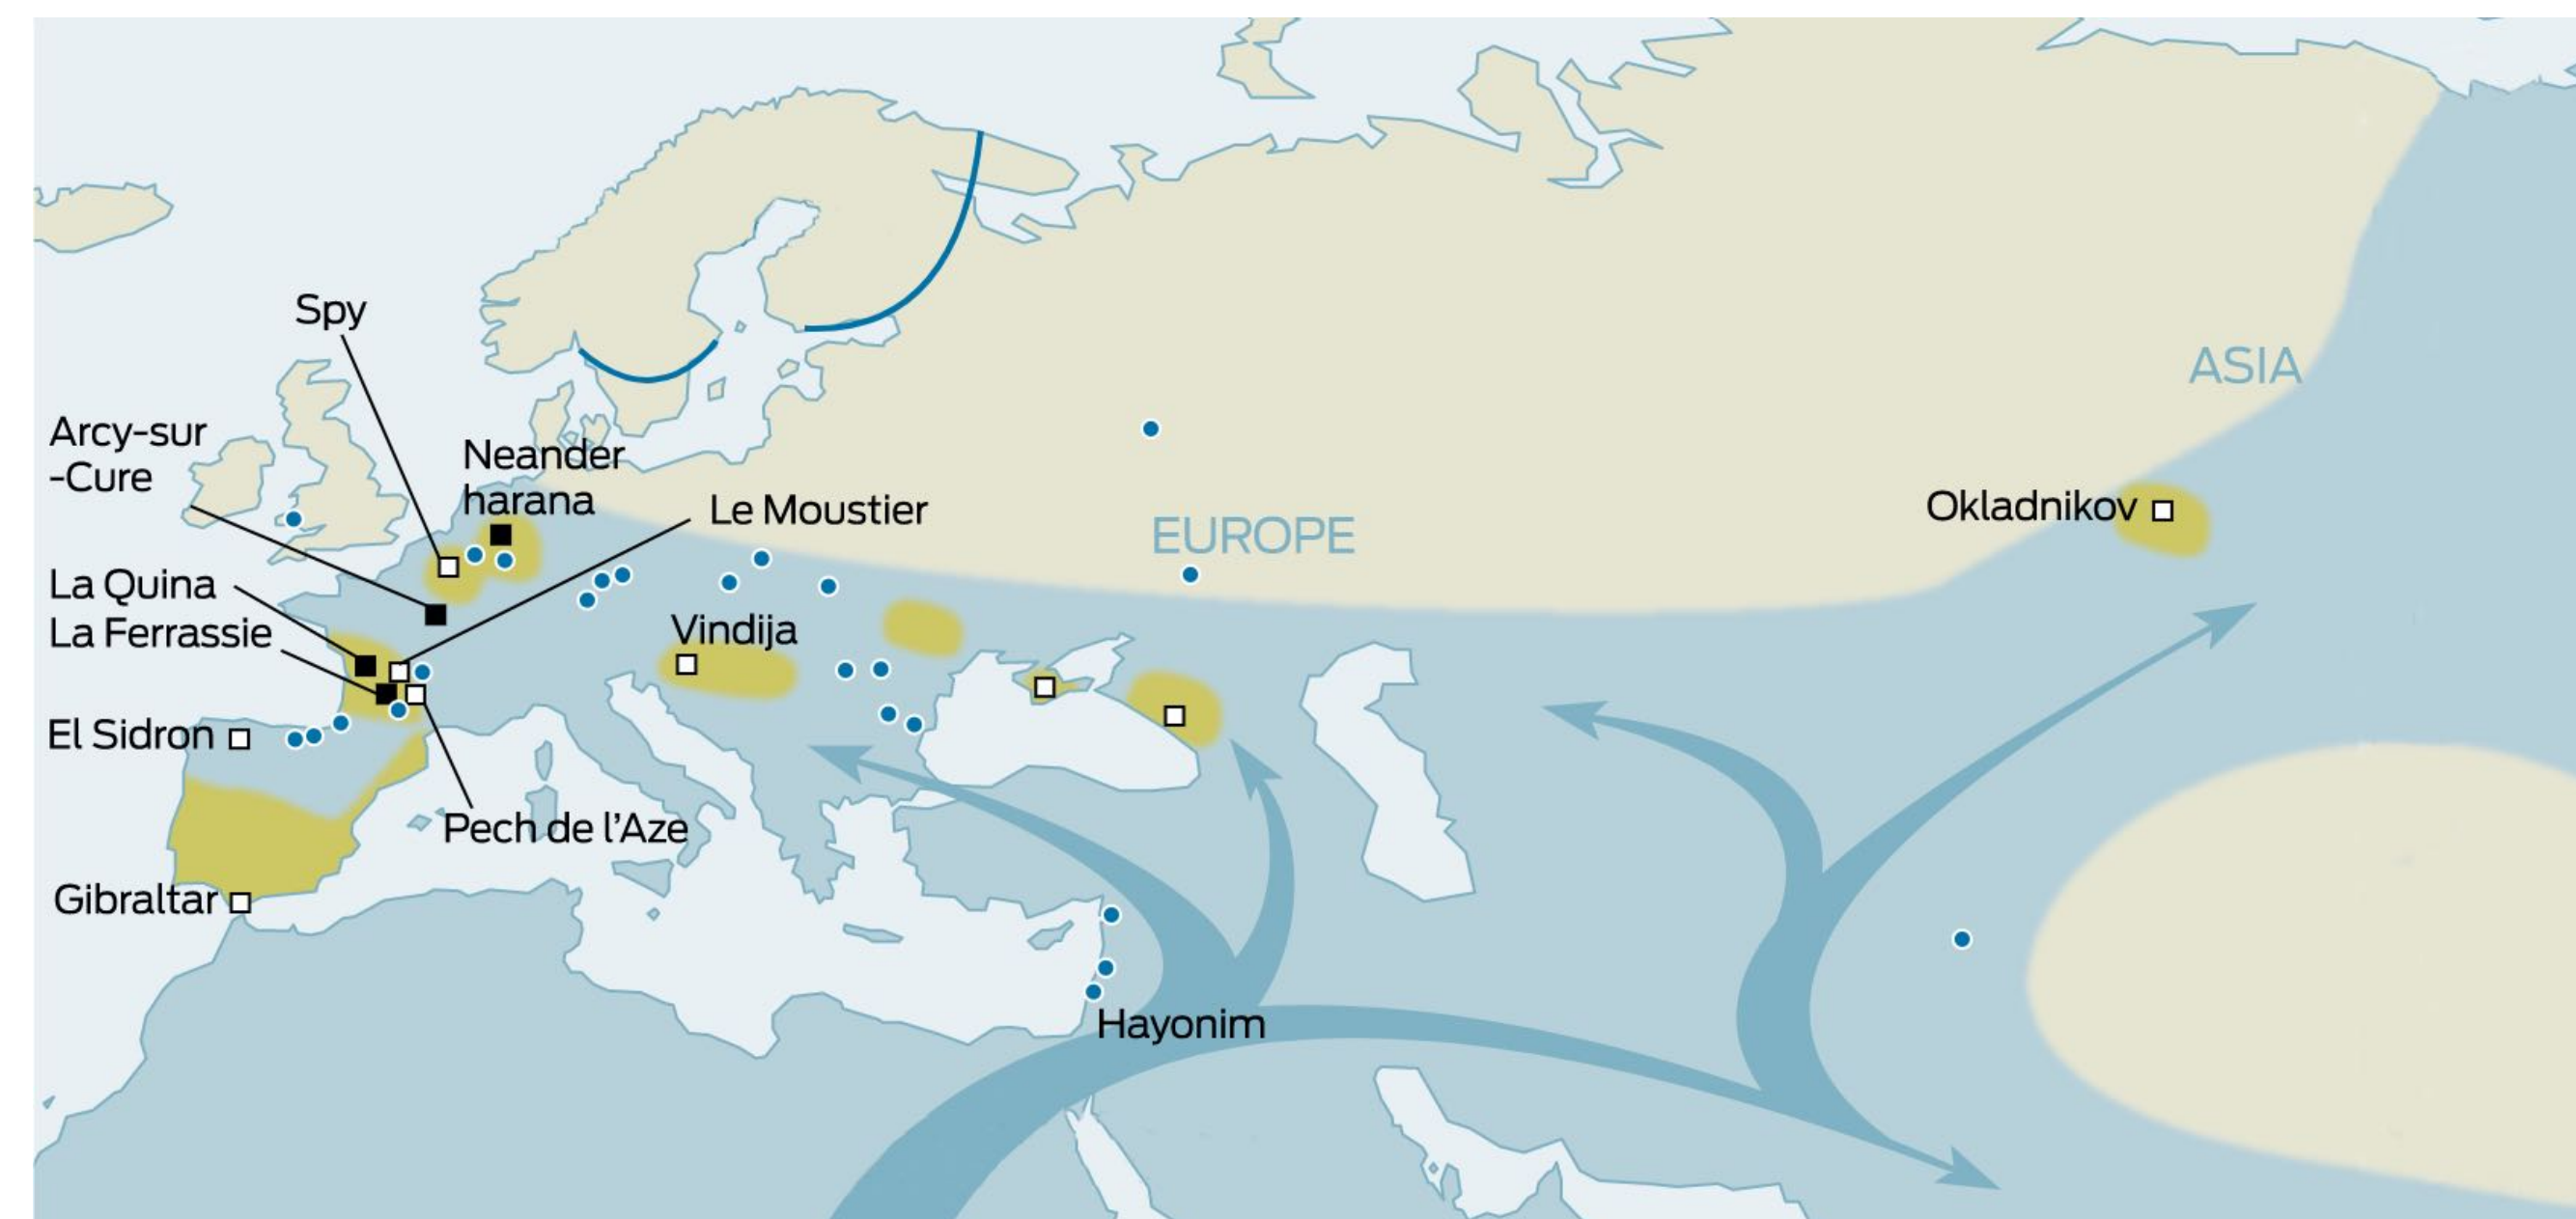 Spy
Arcy-sur
-Cure
Neander
harana
Le Moustier
ASIA
EUROPE
Okladnikov
La Quina
La Ferrassie
Vindija
El Sidron
Pech de l'Aze
Gibraltar
Hayonim